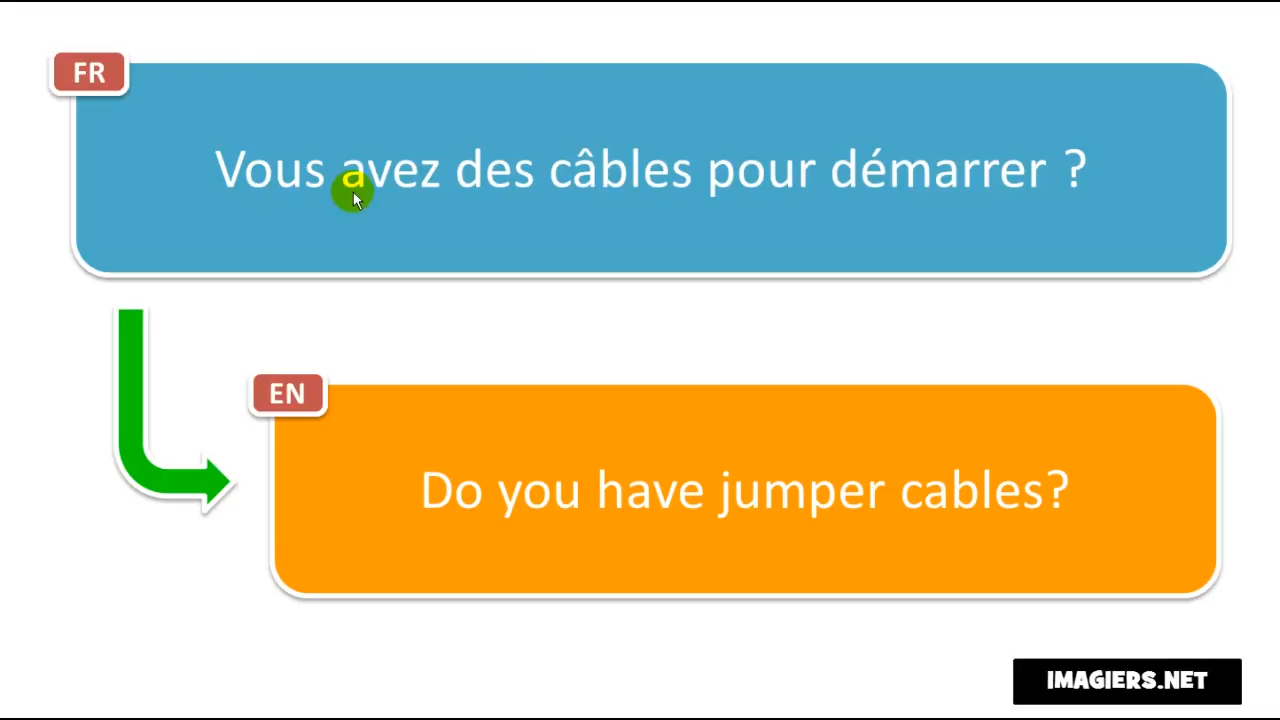 FR
Vous avez des câbles pour démarrer ?
EN
Do you have jumper cables?
IMAGIERS.NET